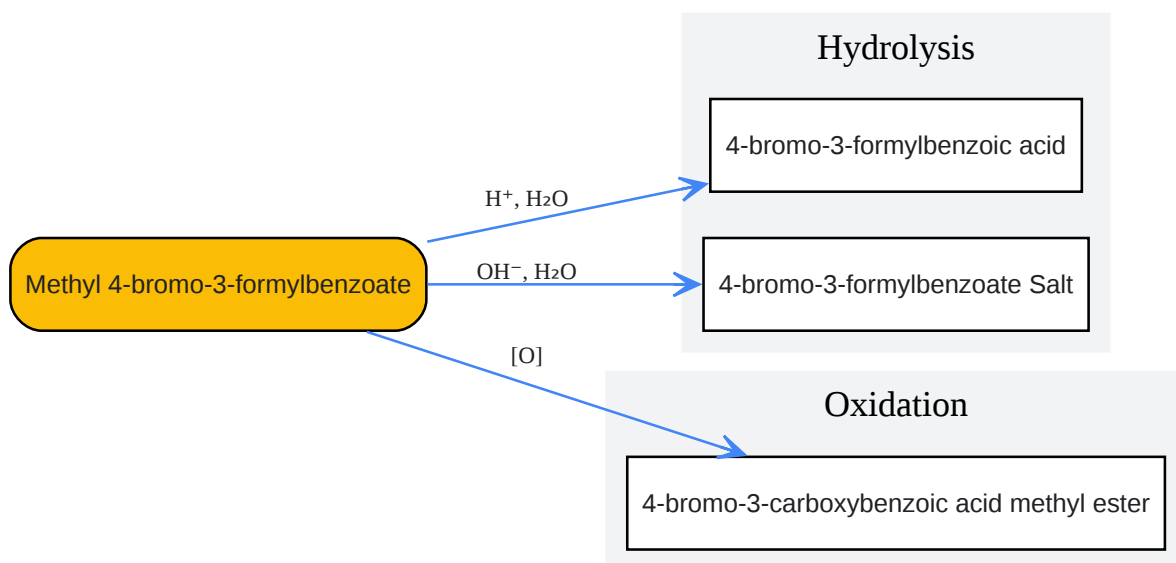 Hydrolysis
4-bromo-3-formylbenzoic acid
H⁺, H₂O
Methyl 4-bromo-3-formylbenzoate
OH⁻, H₂O
4-bromo-3-formylbenzoate Salt
[O]
Oxidation
4-bromo-3-carboxybenzoic acid methyl ester